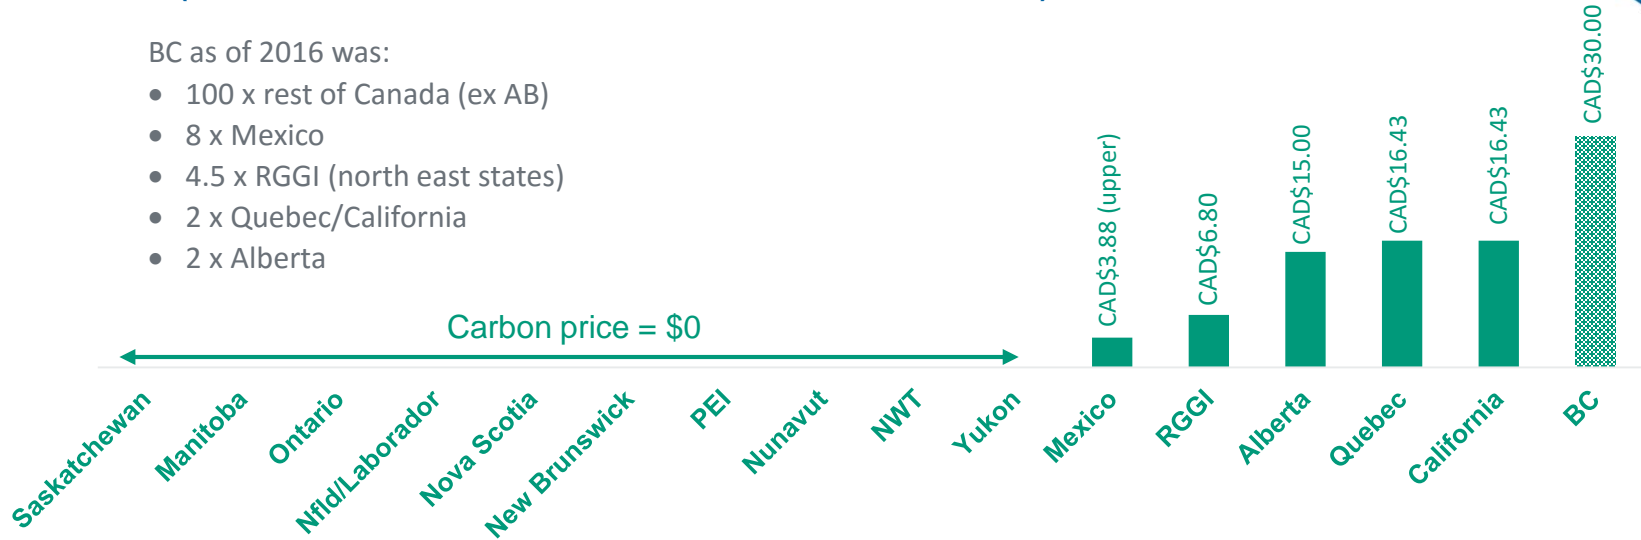 BC as of 2016 was:
• 100 x rest of Canada (ex AB)
• 8 x Mexico
• 4.5 x RGGI (north east states)
• 2 x Quebec/California
• 2 x Alberta
Carbon price = $0
CAD$3.88 (upper)
CAD$6.80
CAD$15.00
CAD$16.43
CAD$16.43
CAD$30.00
Saskatchewan
Manitoba
Ontario
Nfld/Laborador
Nova Scotia
New Brunswick
PEI
Nunavut
NWT
Yukon
Mexico
RGGI
Alberta
Quebec
California
BC